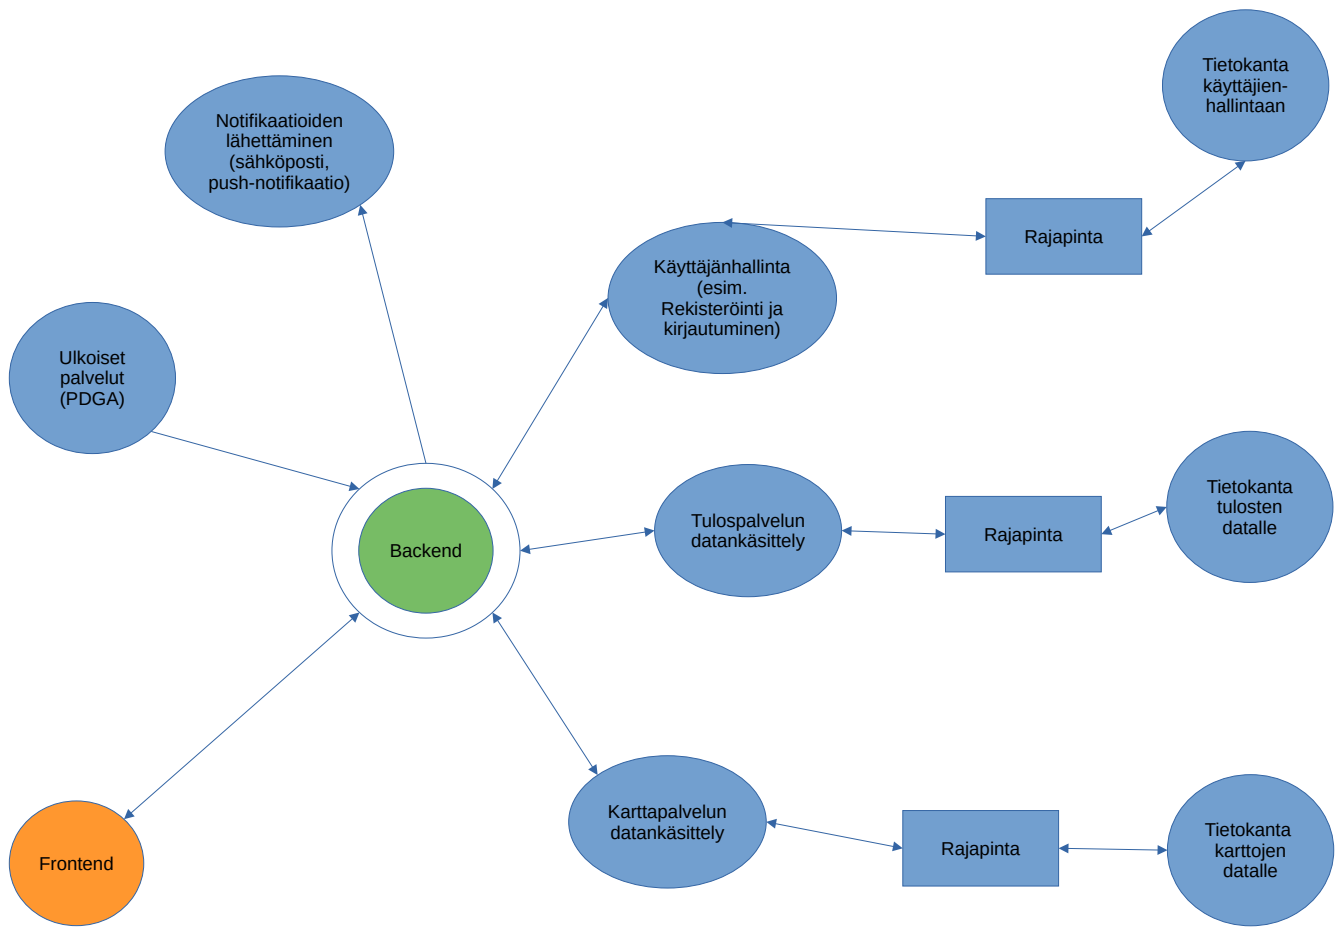 Tietokanta
käyttäjien-
hallintaan
Notifikaatioiden
lähettäminen
(sähköposti,
push-notifikaatio)
Rajapinta
Käyttäjänhallinta
(esim.
Rekisteröinti ja
kirjautuminen)
Ulkoiset
palvelut
(PDGA)
Backend
Tulospalvelun
datankäsittely
Rajapinta
Tietokanta
tulosten
datalle
Frontend
Karttapalvelun
datankäsittely
Rajapinta
Tietokanta
karttojen
datalle